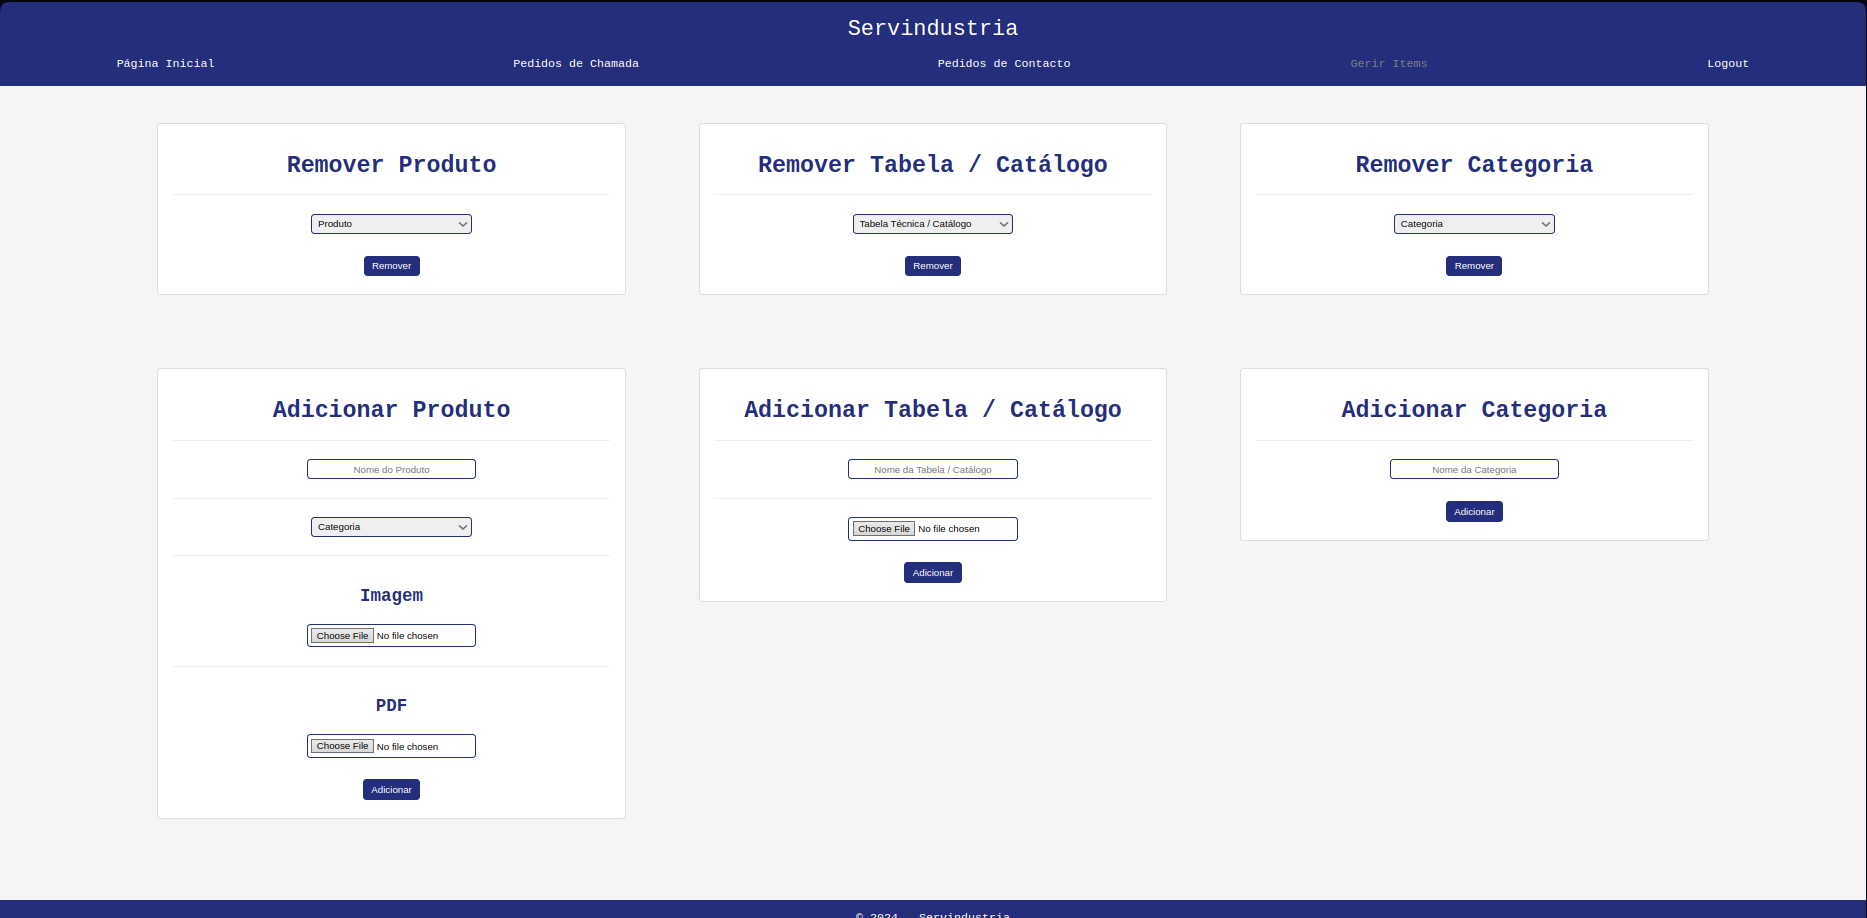 Servindustria
Página Inicial
Pedidos de Chamada
Pedidos de Contacto
Gerir Items
Logout
Remover Produto
Produto
Remover
Remover Tabela / Catálogo
Tabela Técnica / Catálogo
Remover
Remover Categoria
Categoria
Remover
Adicionar Produto
Nome do Produto
Categoria
Imagem
Choose File No file chosen
PDF
Choose File No file chosen
Adicionar
Adicionar Tabela / Catálogo
Nome da Tabela / Catálogo
Choose File No file chosen
Adicionar
Adicionar Categoria
Nome da Categoria
Adicionar
© 2024 Servindustria